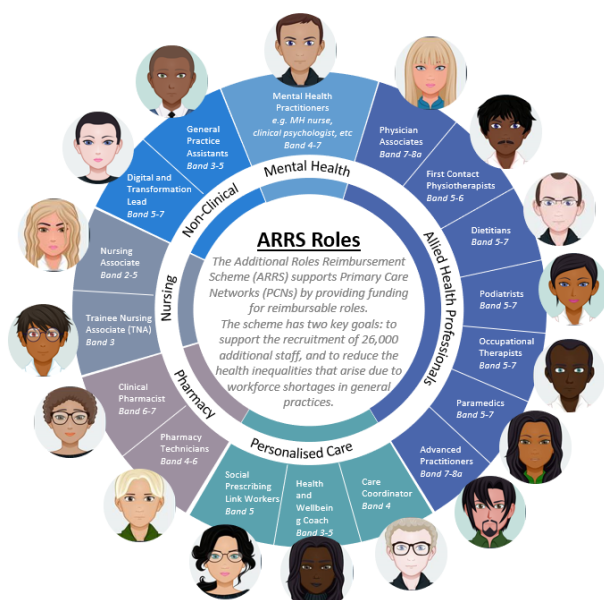 ARRS Roles
The Additional Roles Reimbursement
Scheme (ARRS) supports Primary Care
Networks (PCNs) by providing funding
for reimbursable roles.
The scheme has two key goals: to
support the recruitment of 26,000
additional staff, and to reduce the
health inequalities that arise due to
workforce shortages in general
practices.
Mental Health
Mental Health
Practitioners
e.g. MH nurse,
clinical psychologist, etc
Band 4-7
Allied Health Professionals
Physician
Associates
Band 7-8a
First Contact
Physiotherapists
Band 5-6
Dietitians
Band 5-7
Podiatrists
Band 5-7
Occupational
Therapists
Band 5-7
Paramedics
Band 5-7
Advanced
Practitioners
Band 7-8a
Personalised Care
Care
Coordinator
Band 4
Health
and
Wellbein
g Coach
Band 3-5
Social
Prescribing
Link Workers
Band 5
Pharmacy
Pharmacy
Technicians
Band 4-6
Clinical
Pharmacist
Band 6-7
Nursing
Trainee Nursing
Associate (TNA)
Band 3
Nursing
Associate
Band 2-5
Non-Clinical
Digital and
Transformation
Lead
Band 5-7
General
Practice
Assistants
Band 3-5